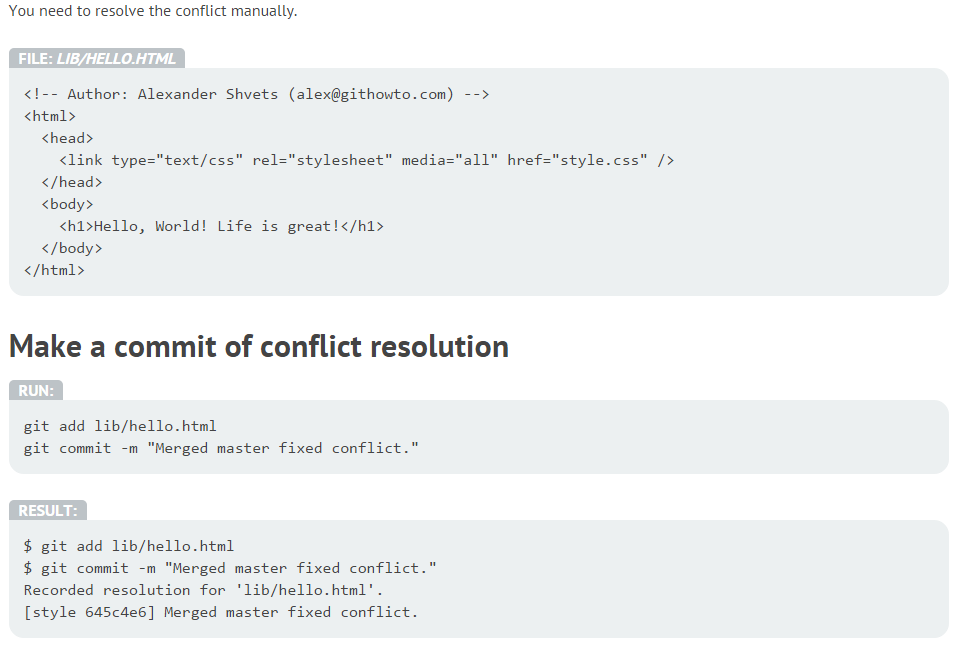 You need to resolve the conflict manually.
FILE: LIB/HELLO.HTML
<!-- Author: Alexander Shvets (alex@githowto.com) -->
<html>
  <head>
    <link type="text/css" rel="stylesheet" media="all" href="style.css" />
  </head>
  <body>
    <h1>Hello, World! Life is great!</h1>
  </body>
</html>
Make a commit of conflict resolution
RUN:
git add lib/hello.html
git commit -m "Merged master fixed conflict."
RESULT:
$ git add lib/hello.html
$ git commit -m "Merged master fixed conflict."
Recorded resolution for 'lib/hello.html'.
[style 645c4e6] Merged master fixed conflict.